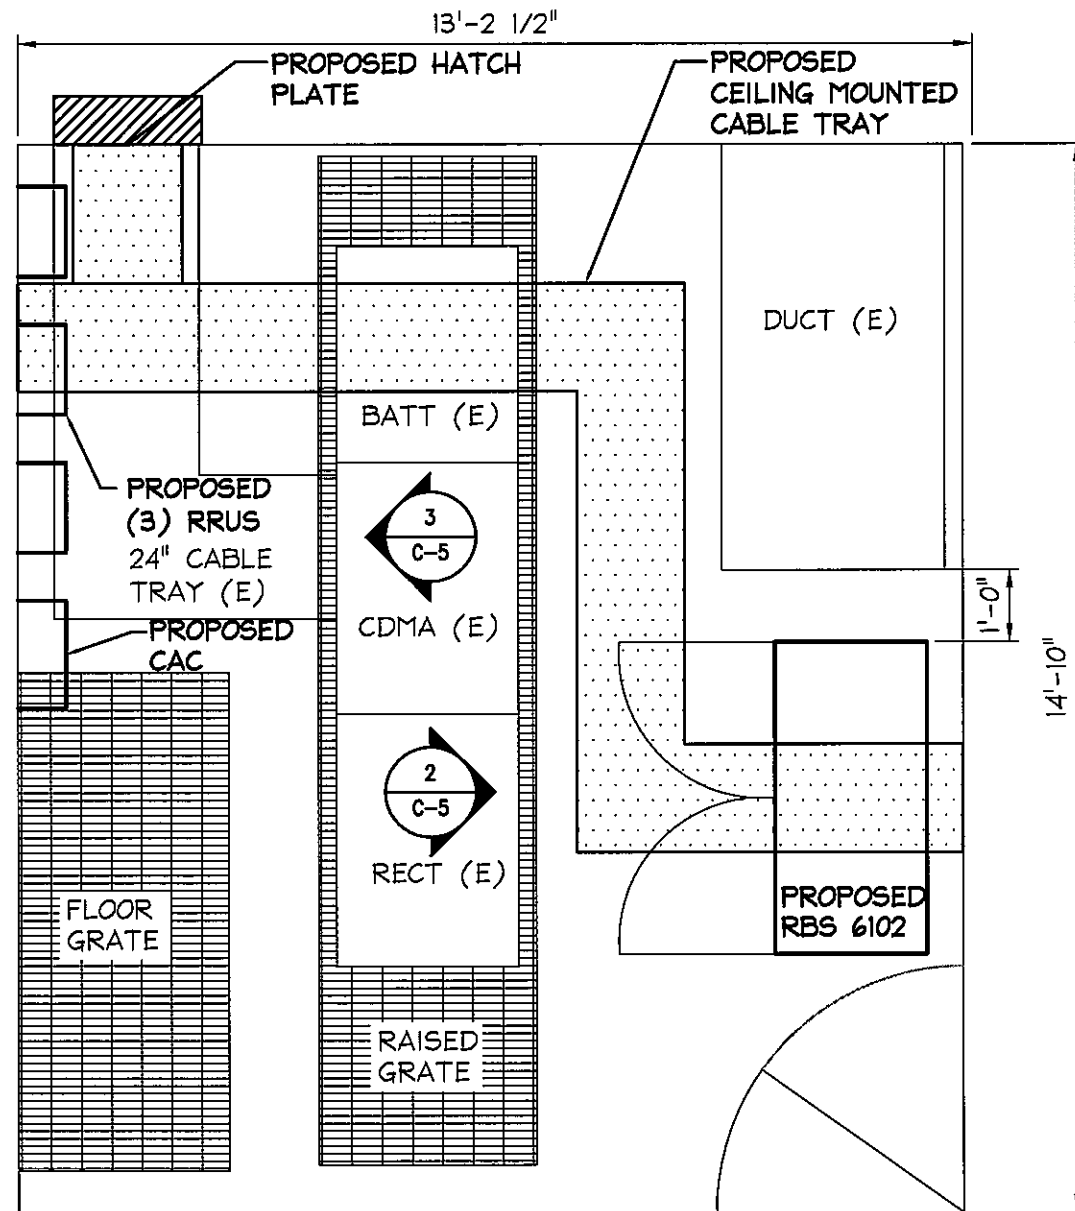 13'-2 1/2"
PROPOSED HATCH
PLATE
PROPOSED
CEILING MOUNTED
CABLE TRAY
DUCT (E)
BATT (E)
PROPOSED
(3) RRUS
24" CABLE
TRAY (E)
3
C-5
1'-0"
CDMA (E)
PROPOSED
CAC
14'-10"
2
C-5
RECT (E)
PROPOSED
RBS 6102
FLOOR
GRATE
RAISED
GRATE